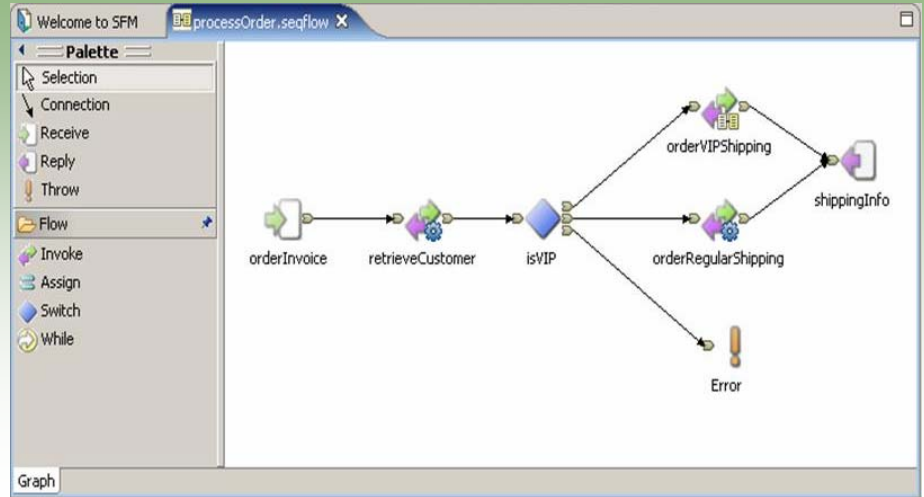 Welcome to SFM
processOrder.seqflow
Palette
Selection
Connection
Receive
Reply
Throw
Flow
Invoke
Assign
Switch
While
orderInvoice
retrieveCustomer
isVIP
orderVIPShipping
orderRegularShipping
shippingInfo
Error
Graph